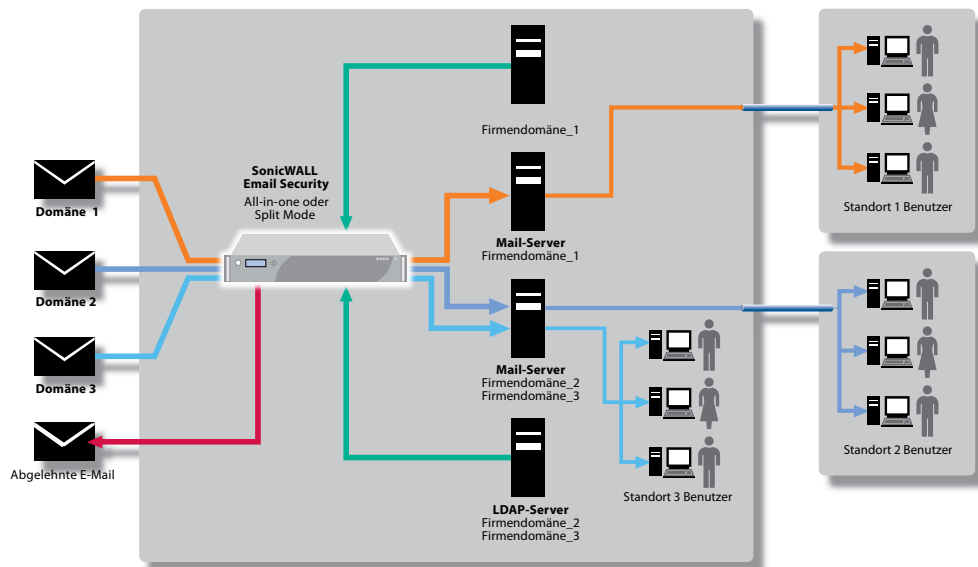 Firmendomäne_1
SonicWALL
Email Security
All-in-one oder
Split Mode
Domäne 1
Domäne 2
Domäne 3
Abgelehnte E-Mail
Mail-Server
Firmendomäne_1
Mail-Server
Firmendomäne_2
Firmendomäne_3
LDAP-Server
Firmendomäne_2
Firmendomäne_3
Standort 1 Benutzer
Standort 2 Benutzer
Standort 3 Benutzer